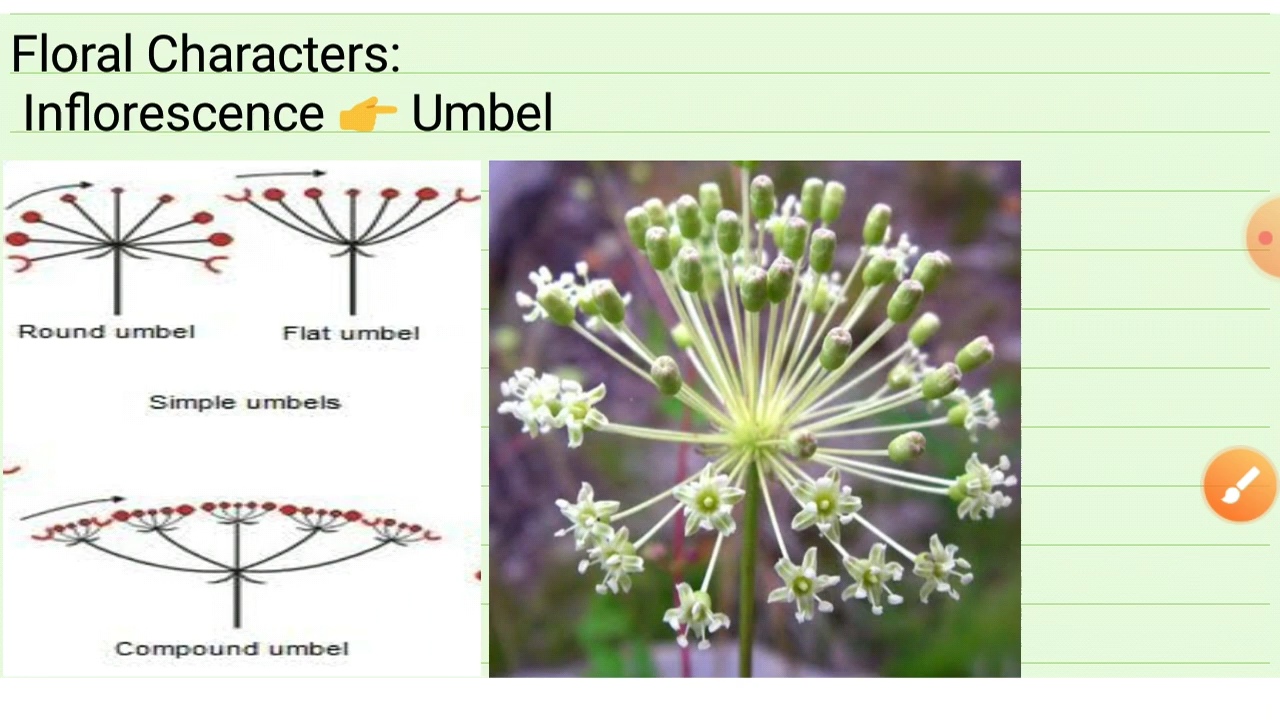 Floral Characters:
Inflorescence 👉 Umbel
Round umbel
Flat umbel
Simple umbels
Compound umbel